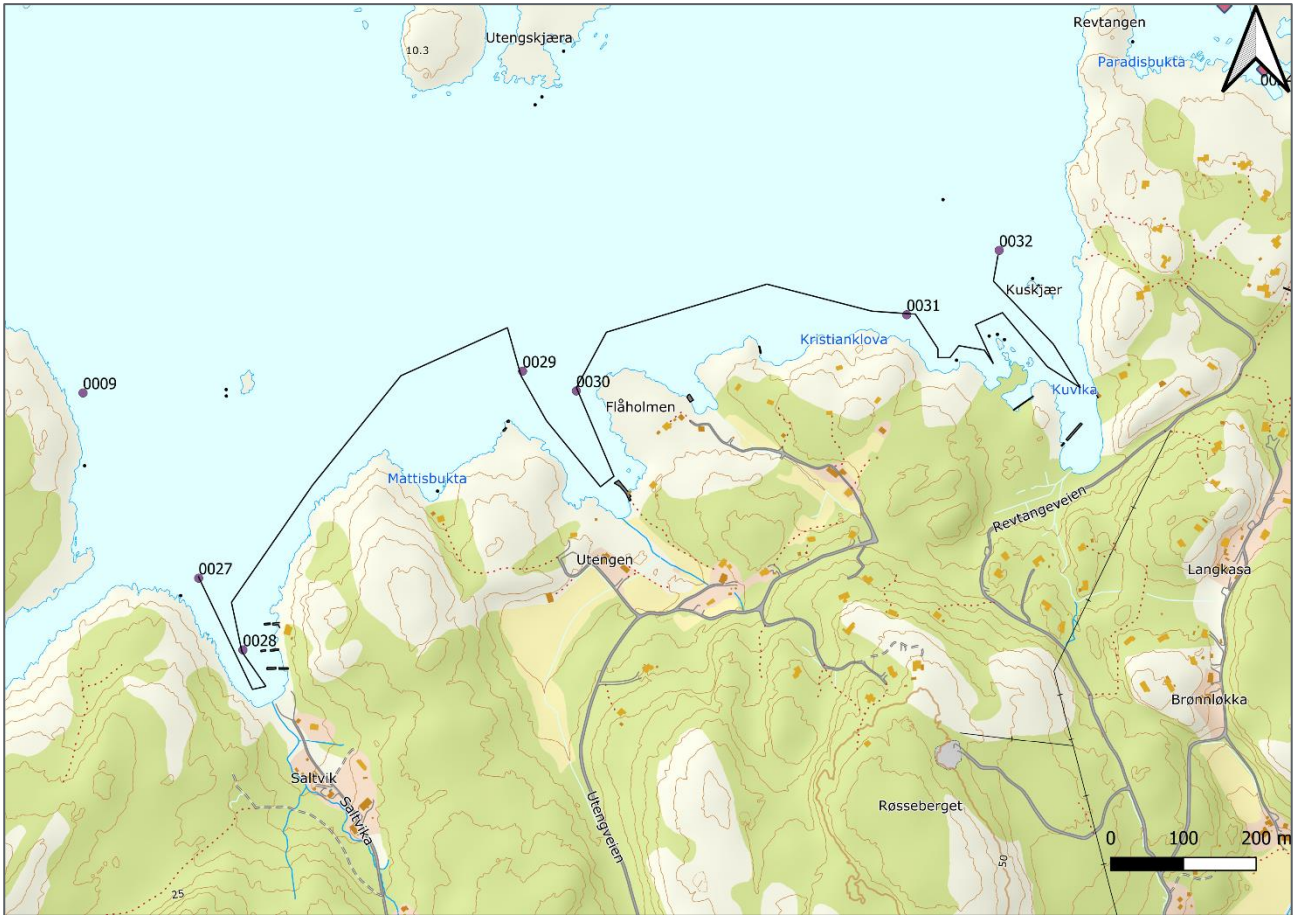 Revtangen
Utengskjæra
10.3
Paradisbukta
0032
Kuskjær
0031
Kristianklova
0029
0030
0009
Kuvika
Flåholmen
Mattisbukta
Revtangeveien
Utengen
0027
Langkåsa
0028
Brønnløkka
Saltvik
Saltvika
Utengveien
Røsseberget
50
25
0 100 200 m